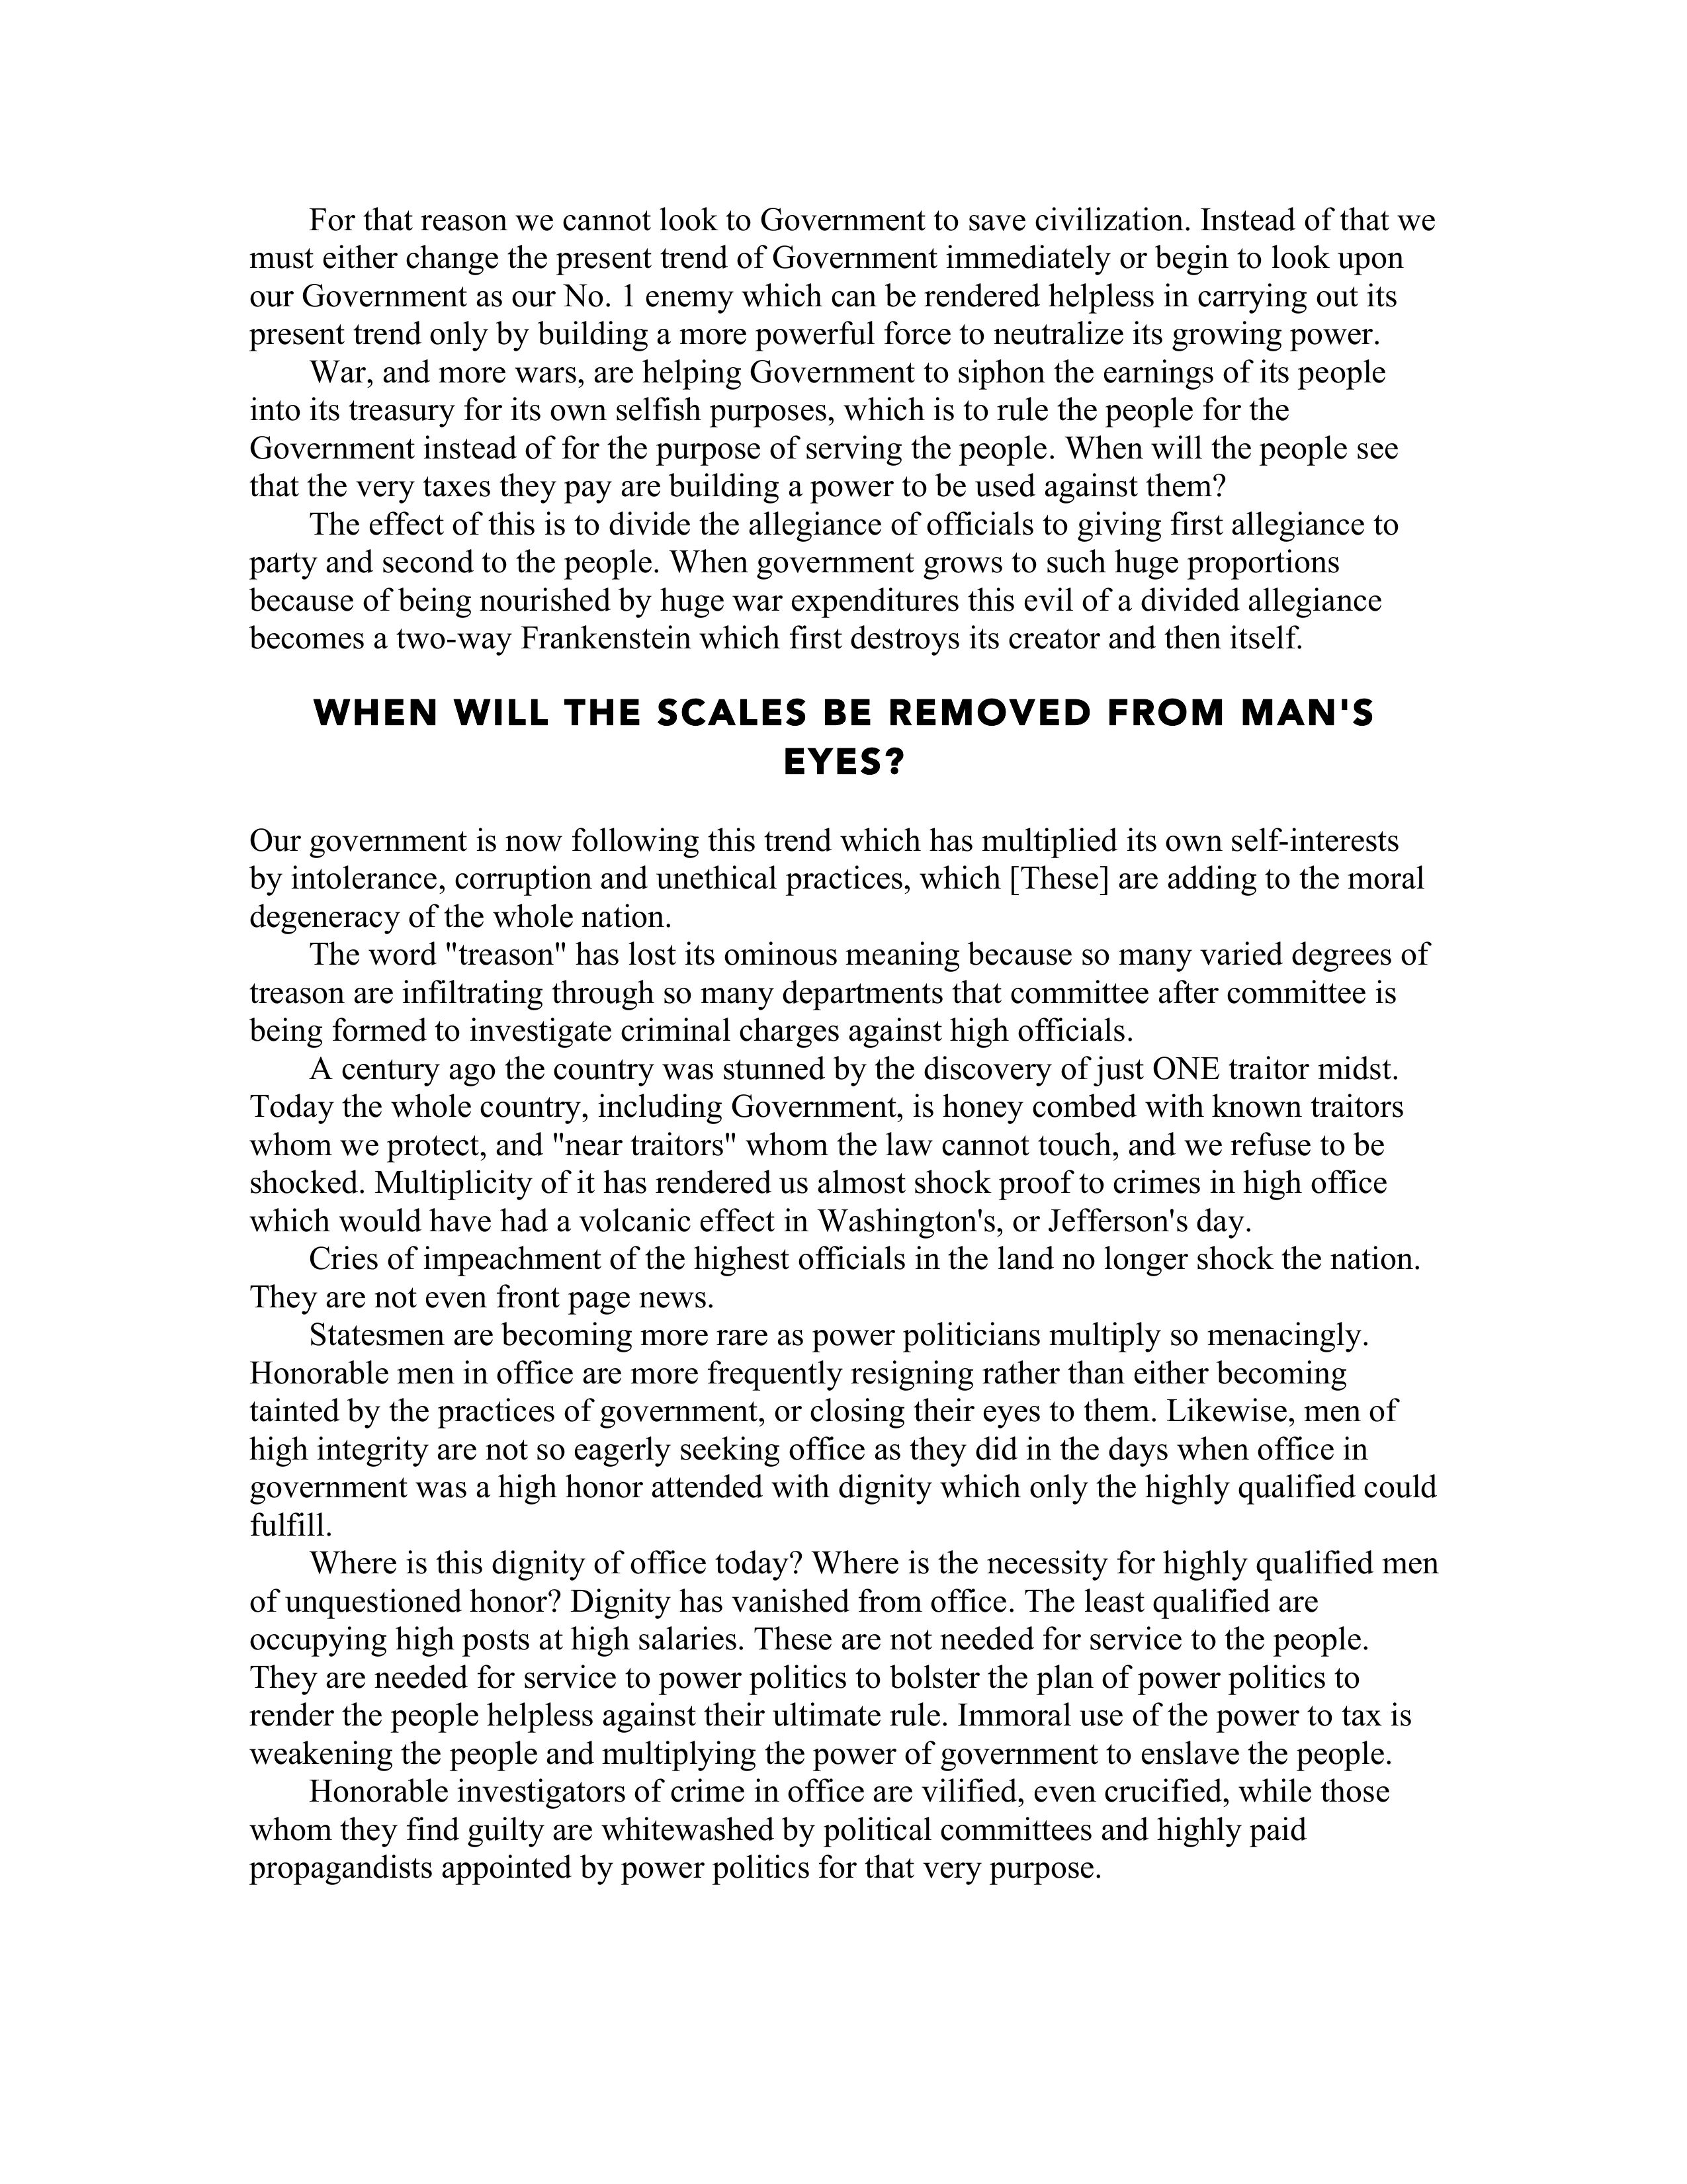 For that reason we cannot look to Government to save civilization. Instead of that we
must either change the present trend of Government immediately or begin to look upon
our Government as our No. 1 enemy which can be rendered helpless in carrying out its
present trend only by building a more powerful force to neutralize its growing power.
War, and more wars, are helping Government to siphon the earnings of its people
into its treasury for its own selfish purposes, which is to rule the people for the
Government instead of for the purpose of serving the people. When will the people see
that the very taxes they pay are building a power to be used against them?
The effect of this is to divide the allegiance of officials to giving first allegiance to
party and second to the people. When government grows to such huge proportions
because of being nourished by huge war expenditures this evil of a divided allegiance
becomes a two-way Frankenstein which first destroys its creator and then itself.
WHEN WILL THE SCALES BE REMOVED FROM MAN'S
EYES?
Our government is now following this trend which has multiplied its own self-interests
by intolerance, corruption and unethical practices, which [These] are adding to the moral
degeneracy of the whole nation.
The word "treason" has lost its ominous meaning because so many varied degrees of
treason are infiltrating through so many departments that committee after committee is
being formed to investigate criminal charges against high officials.
A century ago the country was stunned by the discovery of just ONE traitor midst.
Today the whole country, including Government, is honey combed with known traitors
whom we protect, and "near traitors" whom the law cannot touch, and we refuse to be
shocked. Multiplicity of it has rendered us almost shock proof to crimes in high office
which would have had a volcanic effect in Washington's, or Jefferson's day.
Cries of impeachment of the highest officials in the land no longer shock the nation.
They are not even front page news.
Statesmen are becoming more rare as power politicians multiply so menacingly.
Honorable men in office are more frequently resigning rather than either becoming
tainted by the practices of government, or closing their eyes to them. Likewise, men of
high integrity are not so eagerly seeking office as they did in the days when office in
government was a high honor attended with dignity which only the highly qualified could
fulfill.
Where is this dignity of office today? Where is the necessity for highly qualified men
of unquestioned honor? Dignity has vanished from office. The least qualified are
occupying high posts at high salaries. These are not needed for service to the people.
They are needed for service to power politics to bolster the plan of power politics to
render the people helpless against their ultimate rule. Immoral use of the power to tax is
weakening the people and multiplying the power of government to enslave the people.
Honorable investigators of crime in office are vilified, even crucified, while those
whom they find guilty are whitewashed by political committees and highly paid
propagandists appointed by power politics for that very purpose.